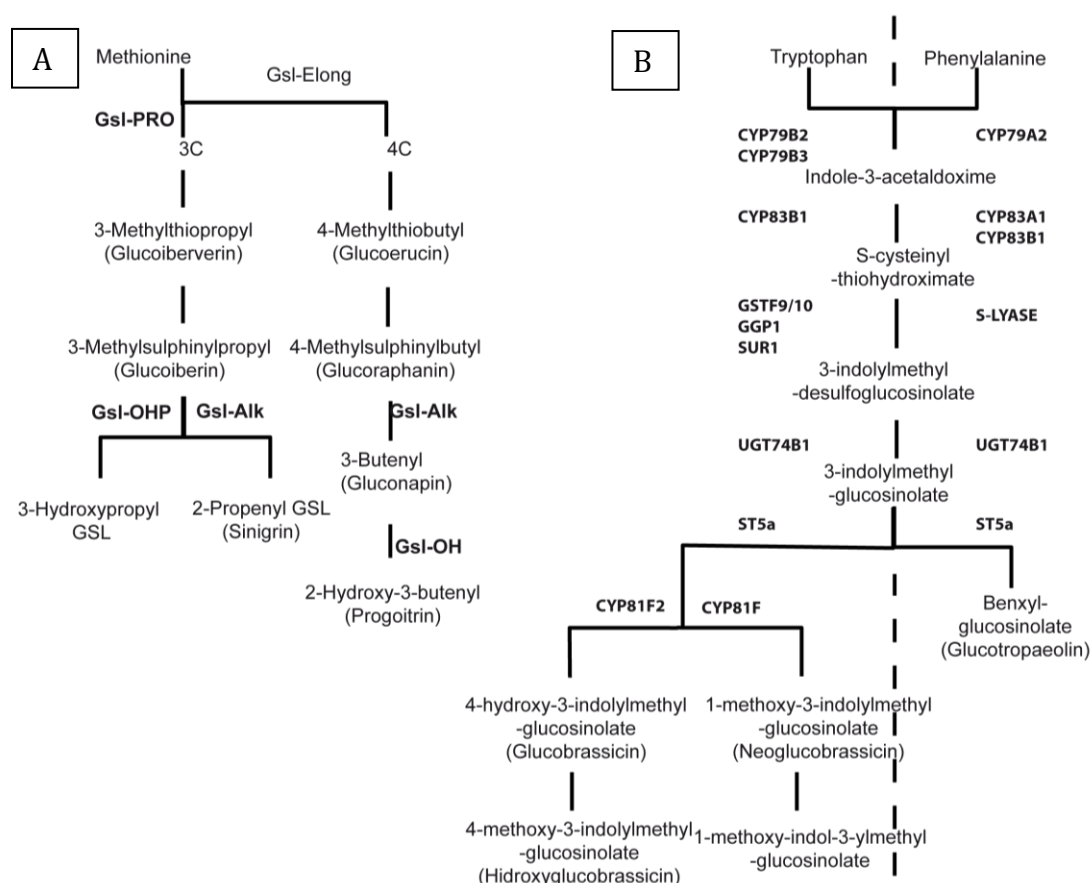 A
Methionine
Gsl-Elong
Gsl-PRO
3C
4C
3-Methylthiopropyl
(Glucoiberverin)
4-Methylthiobutyl
(Glucoerucin)
3-Methylsulphinylpropyl
(Glucoiberin)
4-Methylsulphinylbutyl
(Glucoraphanin)
Gsl-OHP
Gsl-Alk
Gsl-Alk
3-Hydroxypropyl
GSL
2-Propenyl GSL
(Sinigrin)
3-Butenyl
(Gluconapin)
Gsl-OH
2-Hydroxy-3-butenyl
(Progoitrin)
B
Tryptophan
Phenylalanine
CYP79B2
CYP79B3
CYP79A2
Indole-3-acetaldoxime
CYP83B1
CYP83A1
CYP83B1
S-cysteinyl
-thiohydroximate
GSTF9/10
GGP1
SUR1
S-LYASE
3-indolylmethyl
-desulfoglucosinolate
UGT74B1
UGT74B1
3-indolylmethyl
-glucosinolate
ST5a
ST5a
CYP81F2
CYP81F
Benxyl-
glucosinolate
(Glucotropaeolin)
4-hydroxy-3-indolylmethyl
-glucosinolate
(Glucobrassicin)
1-methoxy-3-indolylmethyl
-glucosinolate
(Neoglucobrassicin)
4-methoxy-3-indolylmethyl
-glucosinolate
(Hidroxyglucobrassicin)
1-methoxy-indol-3-ylmethyl
-glucosinolate